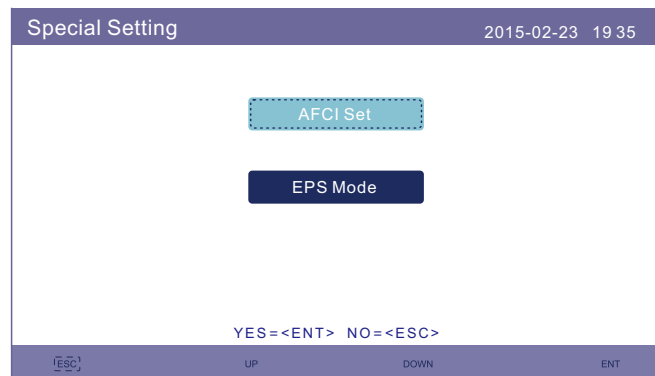 Special Setting 2015-02-23 19 35
AFCI Set
EPS Mode
YES=<ENT> NO=<ESC>
ESC UP DOWN ENT